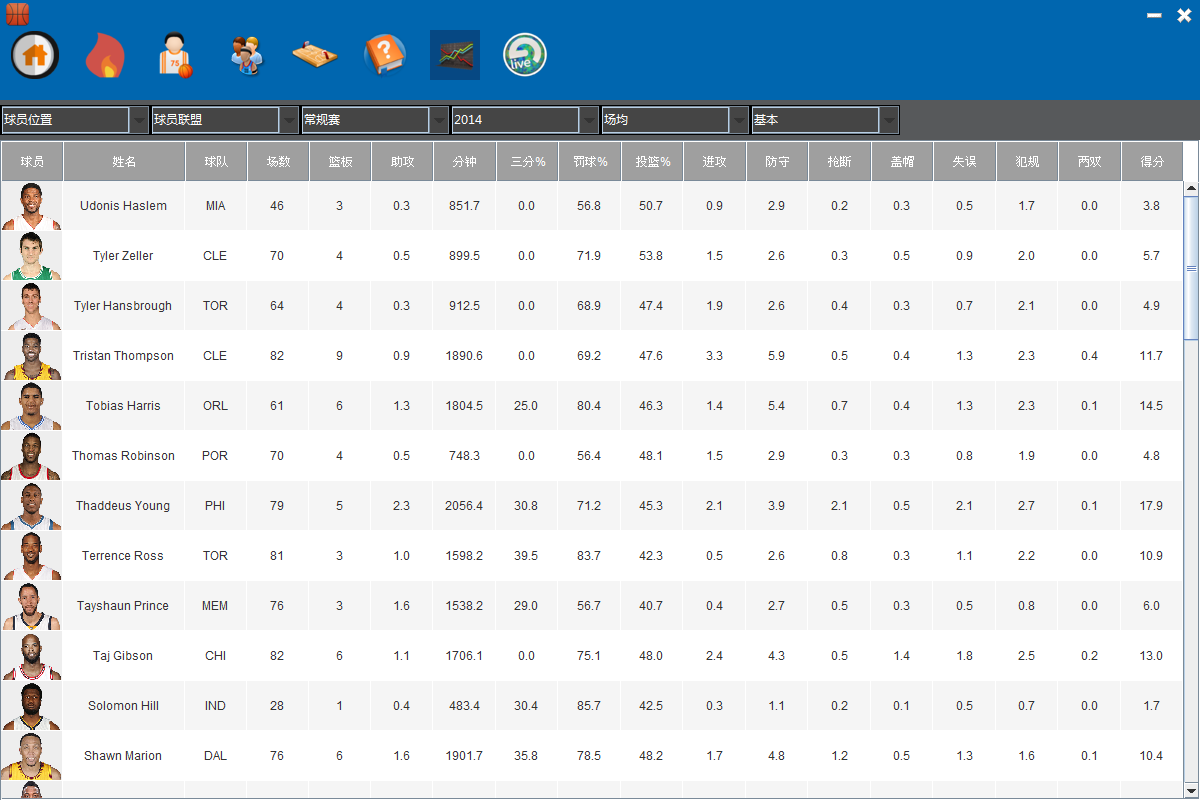 75
?
live
球员位置 球员联盟 常规赛 2014 场均 基本
球员 姓名 球队 场数 篮板 助攻 分钟 三分% 罚球% 投篮% 进攻 防守 抢断 盖帽 失误 犯规 两双 得分
Udonis Haslem MIA 46 3 0.3 851.7 0.0 56.8 50.7 0.9 2.9 0.2 0.3 0.5 1.7 0.0 3.8
Tyler Zeller CLE 70 4 0.5 899.5 0.0 71.9 53.8 1.5 2.6 0.3 0.5 0.9 2.0 0.0 5.7
Tyler Hansbrough TOR 64 4 0.3 912.5 0.0 68.9 47.4 1.9 2.6 0.4 0.3 0.7 2.1 0.0 4.9
Tristan Thompson CLE 82 9 0.9 1890.6 0.0 69.2 47.6 3.3 5.9 0.5 0.4 1.3 2.3 0.4 11.7
Tobias Harris ORL 61 6 1.3 1804.5 25.0 80.4 46.3 1.4 5.4 0.7 0.4 1.3 2.3 0.1 14.5
Thomas Robinson POR 70 4 0.5 748.3 0.0 56.4 48.1 1.5 2.9 0.3 0.3 0.8 1.9 0.0 4.8
Thaddeus Young PHI 79 5 2.3 2056.4 30.8 71.2 45.3 2.1 3.9 2.1 0.5 2.1 2.7 0.1 17.9
Terrence Ross TOR 81 3 1.0 1598.2 39.5 83.7 42.3 0.5 2.6 0.8 0.3 1.1 2.2 0.0 10.9
Tayshaun Prince MEM 76 3 1.6 1538.2 29.0 56.7 40.7 0.4 2.7 0.5 0.3 0.5 0.8 0.0 6.0
Taj Gibson CHI 82 6 1.1 1706.1 0.0 75.1 48.0 2.4 4.3 0.5 1.4 1.8 2.5 0.2 13.0
Solomon Hill IND 28 1 0.4 483.4 30.4 85.7 42.5 0.3 1.1 0.2 0.1 0.5 0.7 0.0 1.7
Shawn Marion DAL 76 6 1.6 1901.7 35.8 78.5 48.2 1.7 4.8 1.2 0.5 1.3 1.6 0.1 10.4